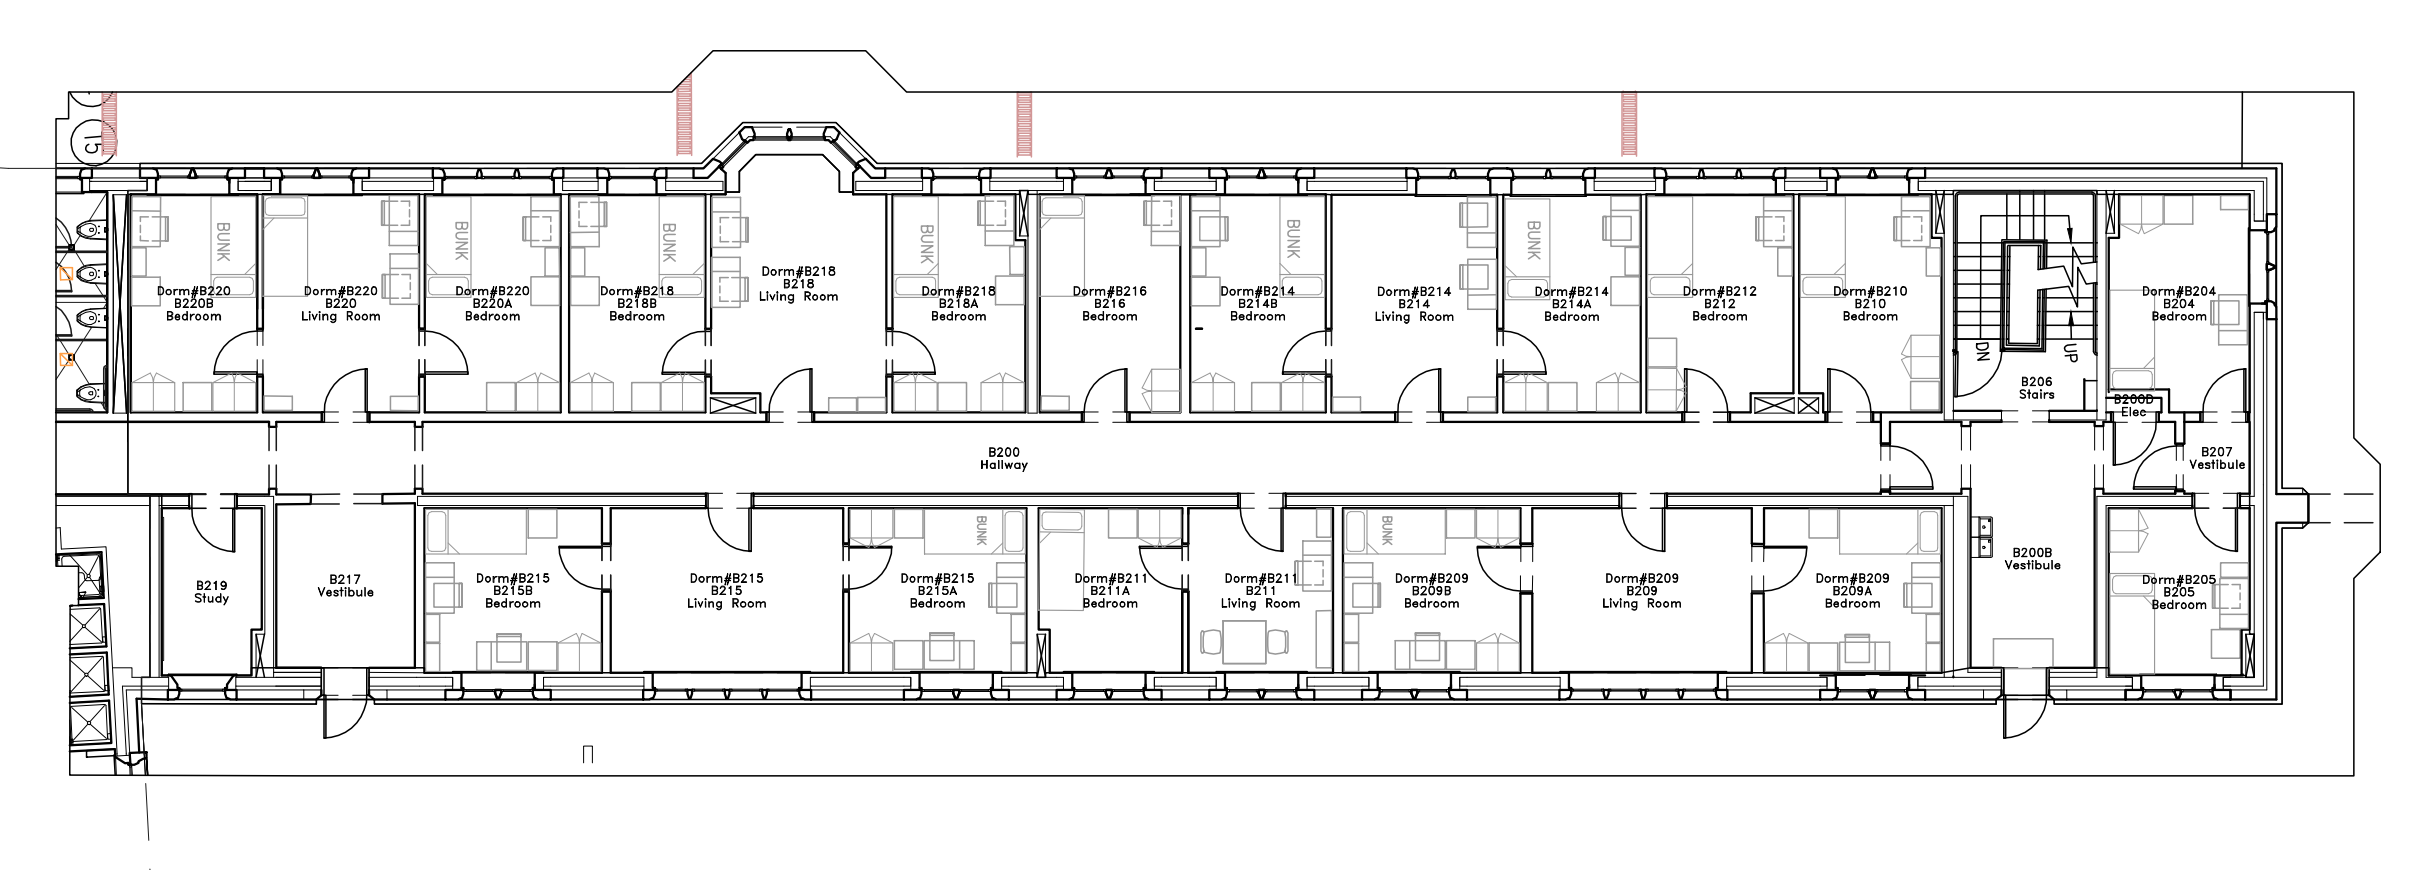 15
BUNK
BUNK
BUNK
BUNK
BUNK
BUNK
Dorm#B220
B220B
Bedroom
Dorm#B220
B220
Living Room
Dorm#B220
B220A
Bedroom
Dorm#B218
B218B
Bedroom
Dorm#B218
B218
Living Room
Dorm#B218
B218A
Bedroom
Dorm#B216
B216
Bedroom
Dorm#B214
B214B
Bedroom
Dorm#B214
B214
Living Room
Dorm#B214
B214A
Bedroom
Dorm#B212
B212
Bedroom
Dorm#B210
B210
Bedroom
DN
UP
B206
Stairs
Dorm#B204
B204
Bedroom
B200D
Elec
B200
Hallway
B207
Vestibule
B219
Study
B217
Vestibule
Dorm#B215
B215B
Bedroom
Dorm#B215
B215
Living Room
BUNK
Dorm#B215
B215A
Bedroom
Dorm#B211
B211A
Bedroom
Dorm#B211
B211
Living Room
BUNK
Dorm#B209
B209B
Bedroom
Dorm#B209
B209
Living Room
Dorm#B209
B209A
Bedroom
B200B
Vestibule
Dorm#B205
B205
Bedroom